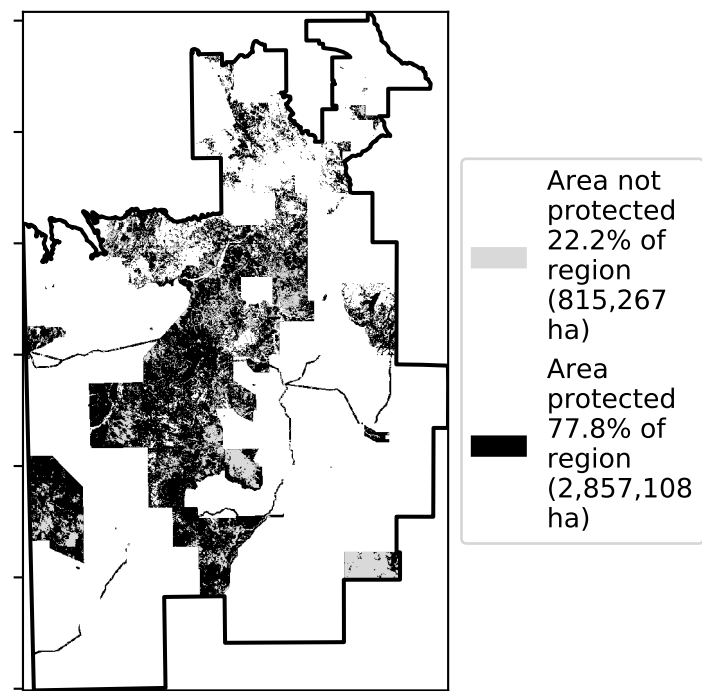 Area not
protected
22.2% of
region
(815,267
ha)
Area
protected
77.8% of
region
(2,857,108
ha)